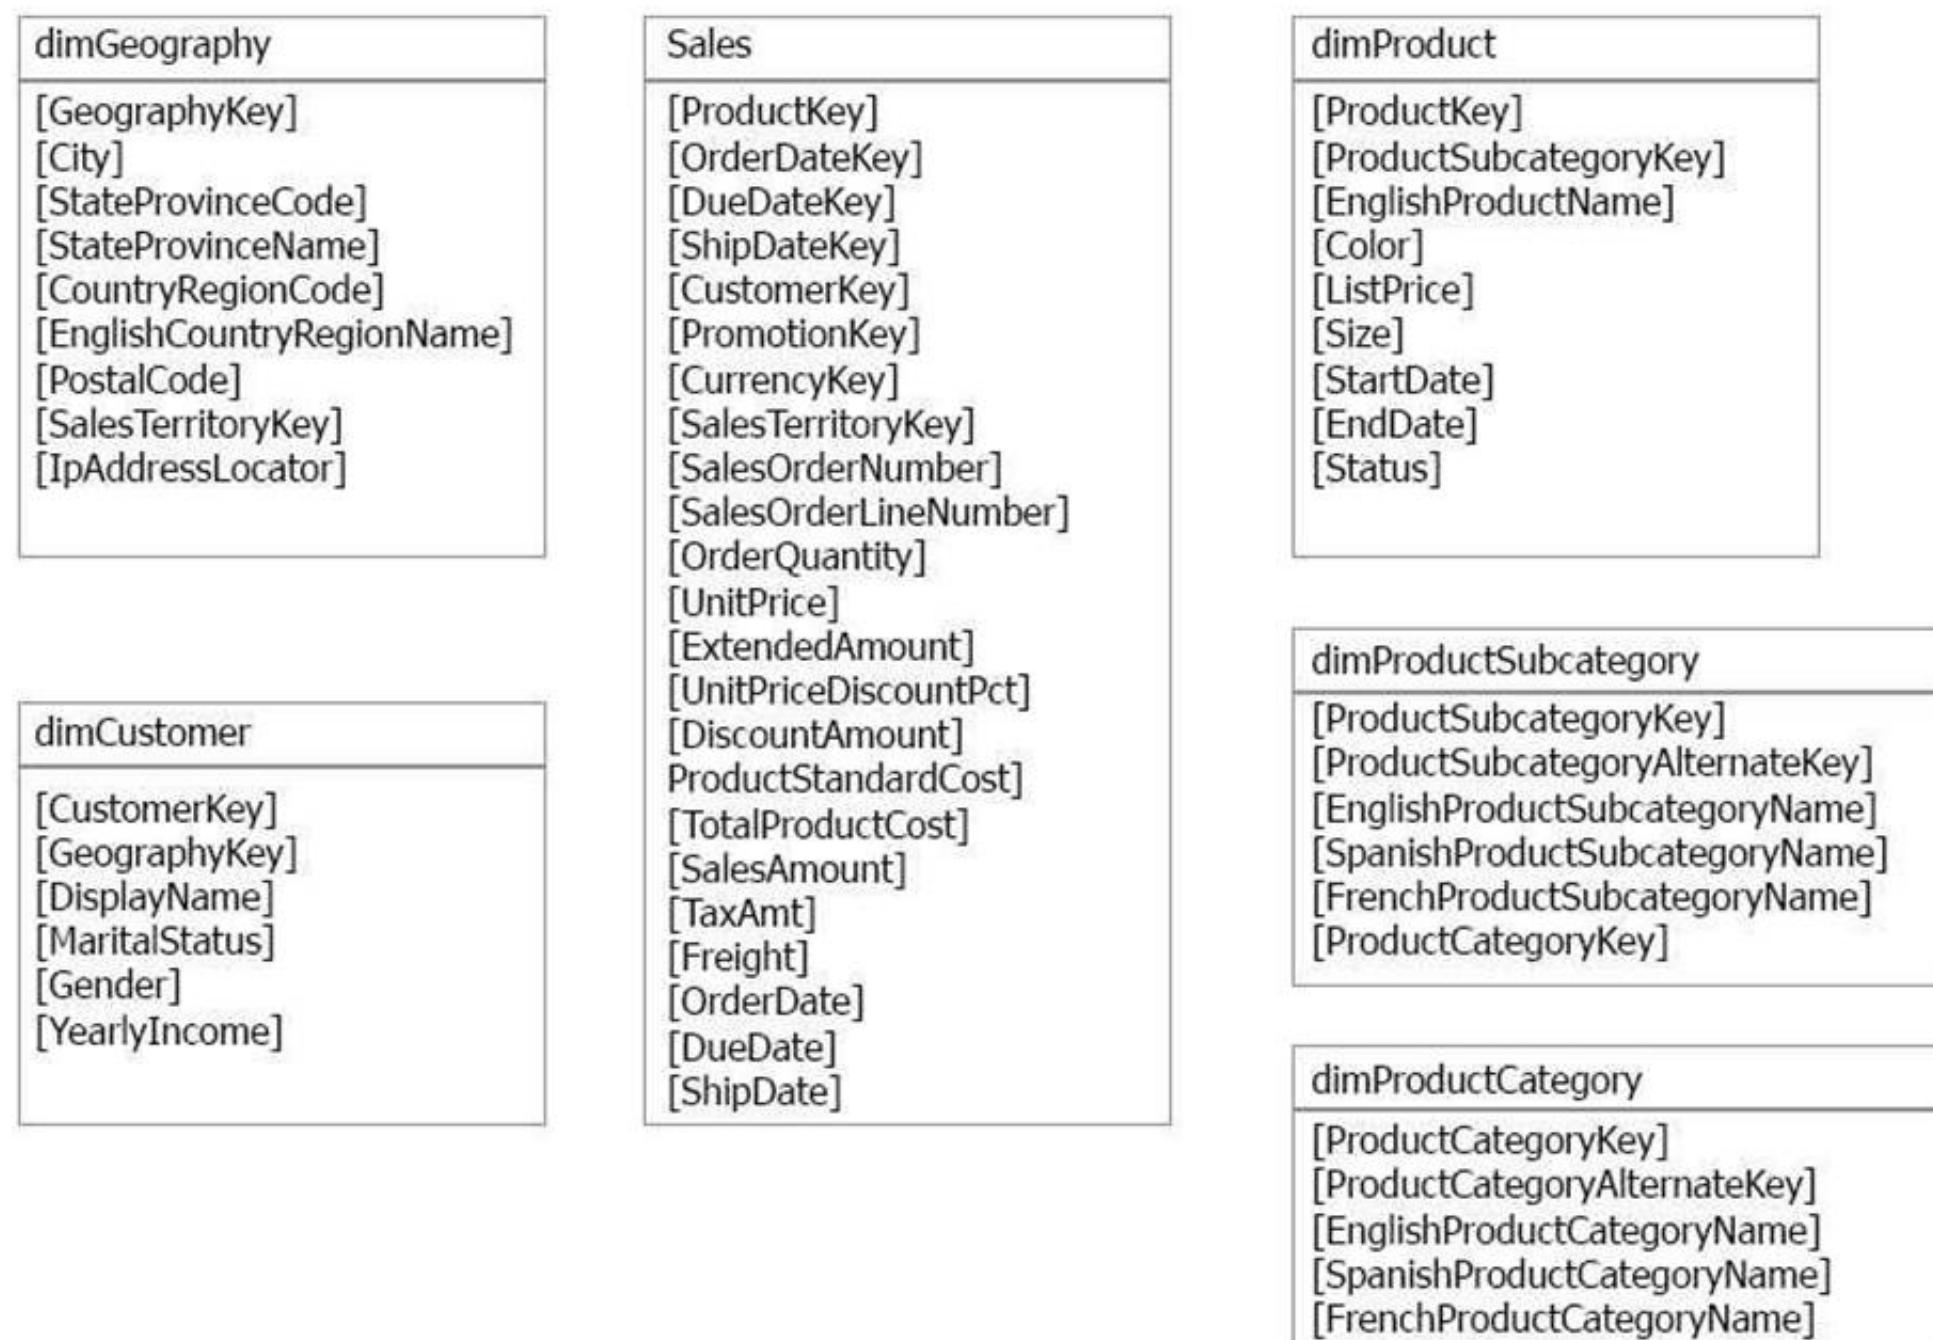 dimGeography
[GeographyKey]
[City]
[StateProvinceCode]
[StateProvinceName]
[CountryRegionCode]
[EnglishCountryRegionName]
[PostalCode]
[SalesTerritoryKey]
[IpAddressLocator]
dimCustomer
[CustomerKey]
[GeographyKey]
[DisplayName]
[MaritalStatus]
[Gender]
[YearlyIncome]
Sales
[ProductKey]
[OrderDateKey]
[DueDateKey]
[ShipDateKey]
[CustomerKey]
[PromotionKey]
[CurrencyKey]
[SalesTerritoryKey]
[SalesOrderNumber]
[SalesOrderLineNumber]
[OrderQuantity]
[UnitPrice]
[ExtendedAmount]
[UnitPriceDiscountPct]
[DiscountAmount]
ProductStandardCost]
[TotalProductCost]
[SalesAmount]
[TaxAmt]
[Freight]
[OrderDate]
[DueDate]
[ShipDate]
dimProduct
[ProductKey]
[ProductSubcategoryKey]
[EnglishProductName]
[Color]
[ListPrice]
[Size]
[StartDate]
[EndDate]
[Status]
dimProductSubcategory
[ProductSubcategoryKey]
[ProductSubcategoryAlternateKey]
[EnglishProductSubcategoryName]
[SpanishProductSubcategoryName]
[FrenchProductSubcategoryName]
[ProductCategoryKey]
dimProductCategory
[ProductCategoryKey]
[ProductCategoryAlternateKey]
[EnglishProductCategoryName]
[SpanishProductCategoryName]
[FrenchProductCategoryName]